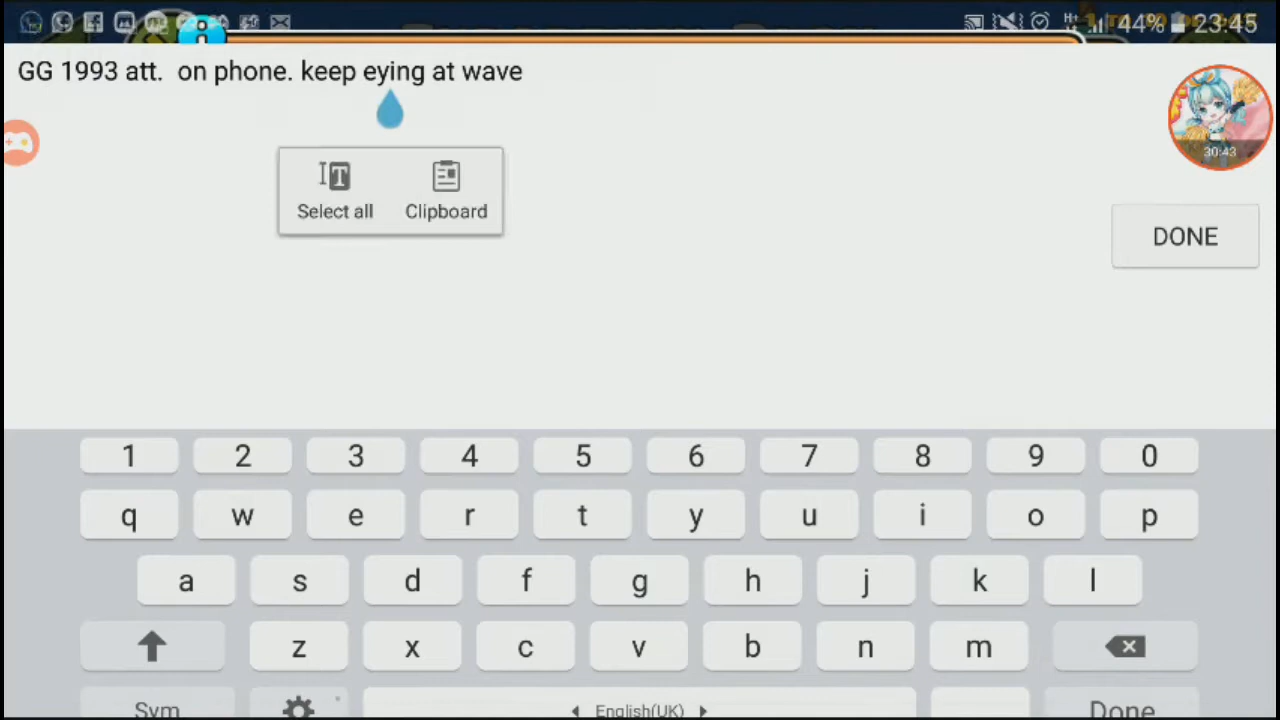 44% 23:45
GG 1993 att.  on phone. keep eying at wave
30:43
Select all Clipboard
DONE
1 2 3 4 5 6 7 8 9 0
q w e r t y u i o p
a s d f g h j k l
z x c v b n m
Sym English(UK) Done